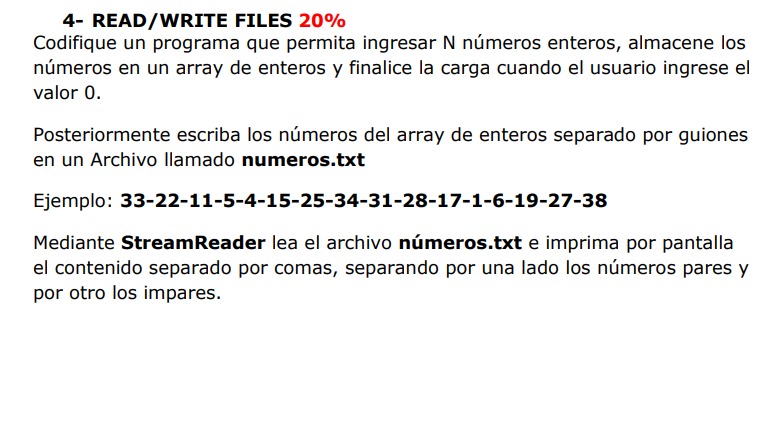 4- READ/WRITE FILES 20%
Codifique un programa que permita ingresar N números enteros, almacene los
números en un array de enteros y finalice la carga cuando el usuario ingrese el
valor 0.
Posteriormente escriba los números del array de enteros separado por guiones
en un Archivo llamado numeros.txt
Ejemplo: 33-22-11-5-4-15-25-34-31-28-17-1-6-19-27-38
Mediante StreamReader lea el archivo números.txt e imprima por pantalla
el contenido separado por comas, separando por una lado los números pares y
por otro los impares.